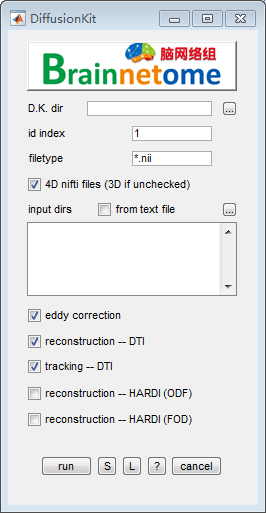 DiffusionKit
脑网络组
Brainnetome
D.K. dir ...
id index 1
filetype *.nii
4D nifti files (3D if unchecked)
input dirs from text file ...
eddy correction
reconstruction -- DTI
tracking -- DTI
reconstruction -- HARDI (ODF)
reconstruction -- HARDI (FOD)
run S L ? cancel